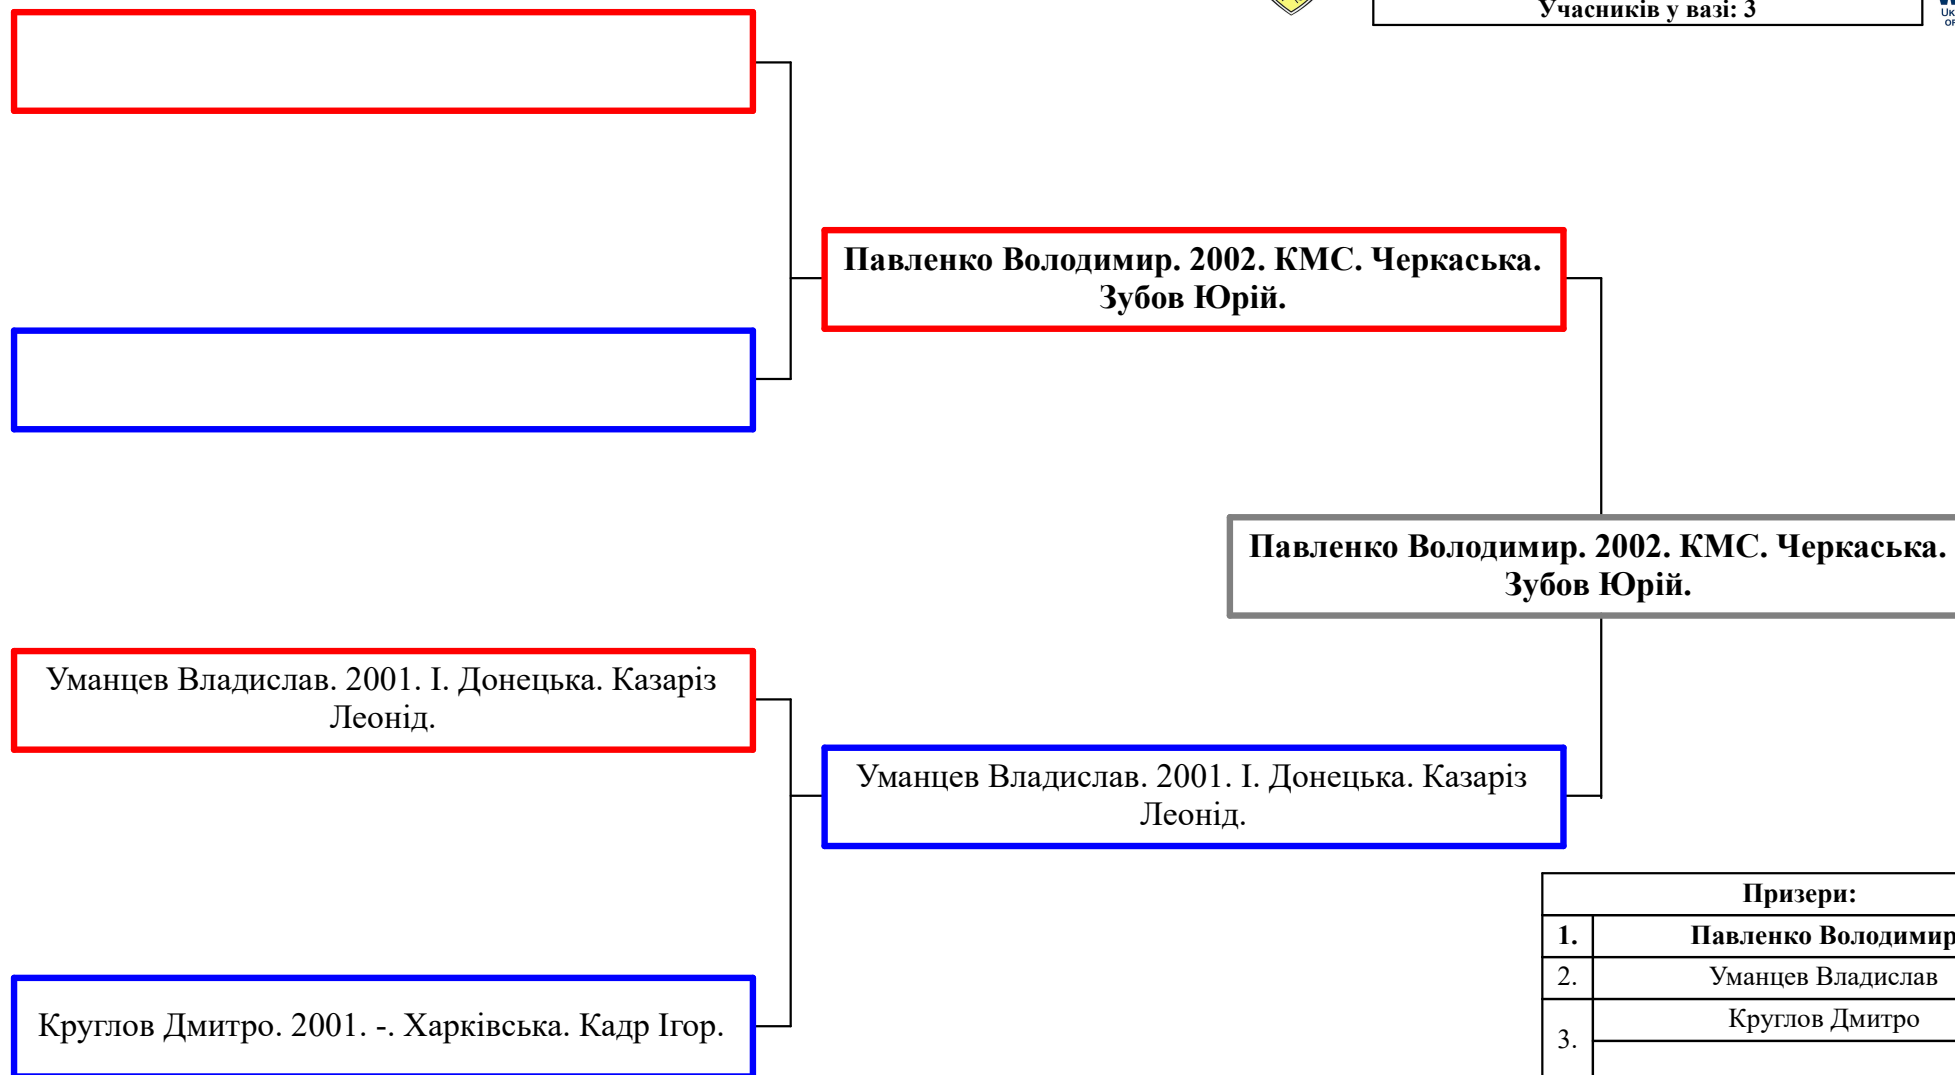 Учасників у вазі: 3
Павленко Володимир. 2002. КМС. Черкаська.
Зубов Юрій.
Павленко Володимир. 2002. КМС. Черкаська.
Зубов Юрій.
Уманцев Владислав. 2001. І. Донецька. Казаріз
Леонід.
Уманцев Владислав. 2001. І. Донецька. Казаріз
Леонід.
Круглов Дмитро. 2001. -. Харківська. Кадр Ігор.
Призери:
1. Павленко Володимир
2. Уманцев Владислав
3. Круглов Дмитро